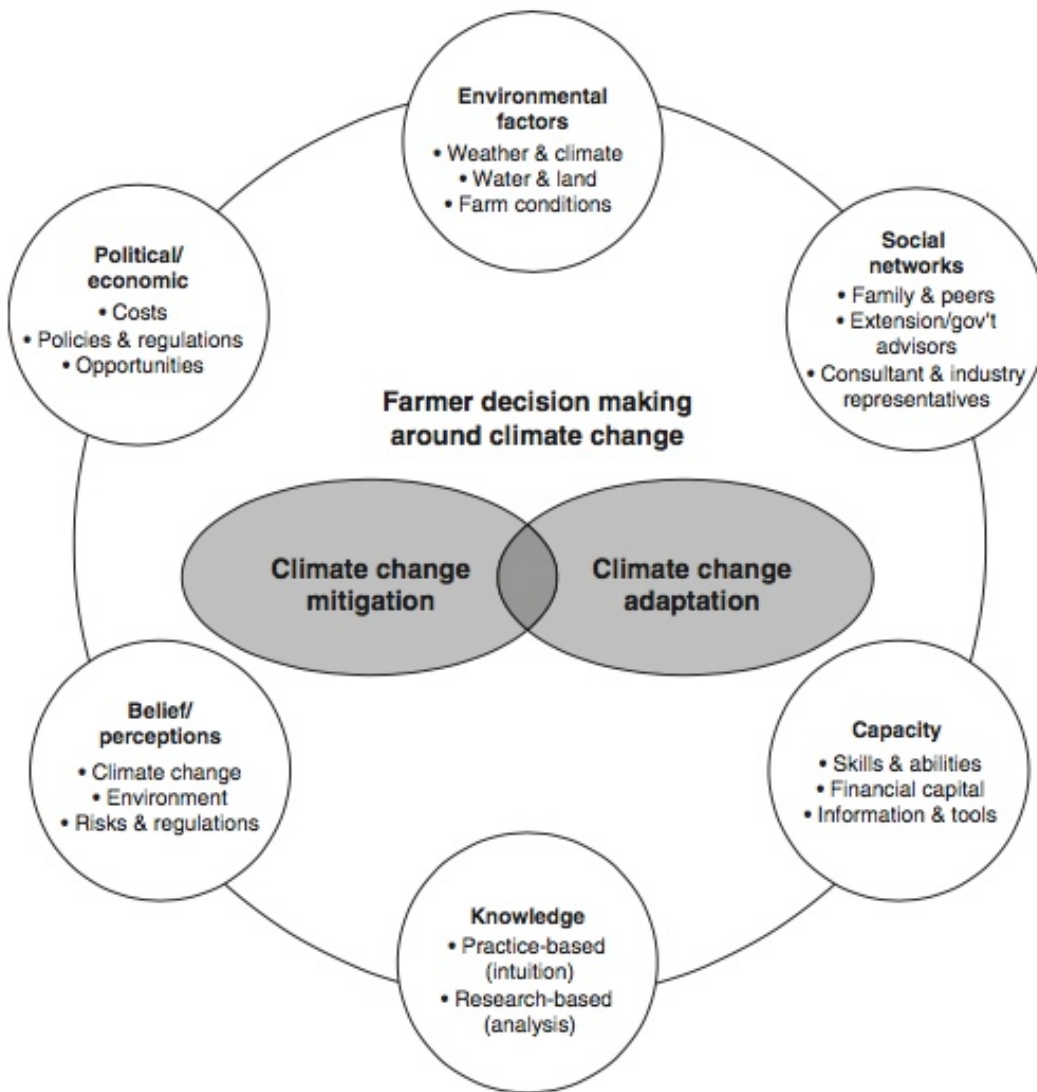 Environmental
factors
• Weather & climate
• Water & land
• Farm conditions
Political/
economic
• Costs
• Policies & regulations
• Opportunities
Social
networks
• Family & peers
• Extension/gov't
advisors
• Consultant & industry
representatives
Farmer decision making
around climate change
Climate change
mitigation
Climate change
adaptation
Belief/
perceptions
• Climate change
• Environment
• Risks & regulations
Capacity
• Skills & abilities
• Financial capital
• Information & tools
Knowledge
• Practice-based
(intuition)
• Research-based
(analysis)